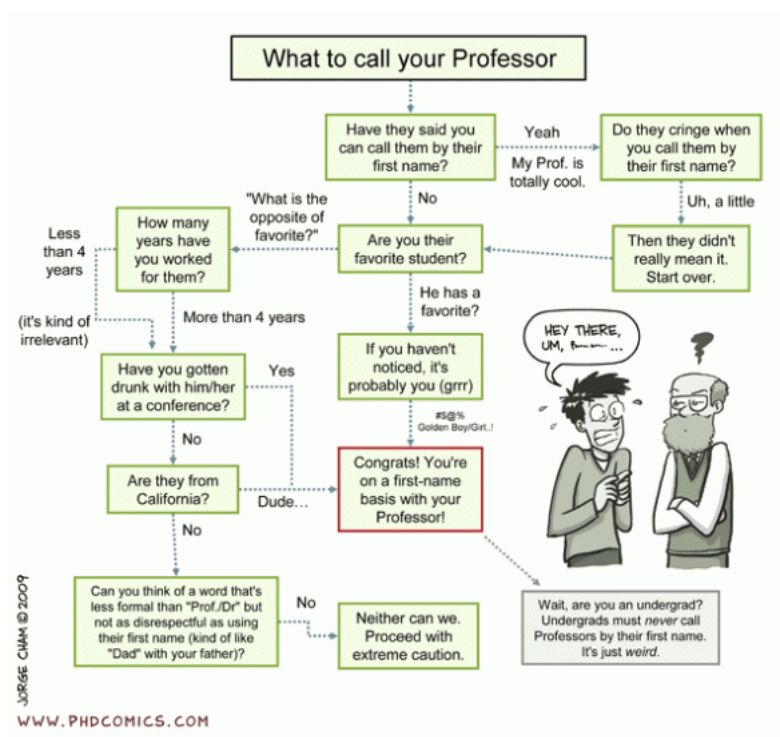 What to call your Professor
Have they said you
can call them by their
first name?
Yeah
My Prof. is
totally cool.
Do they cringe when
you call them by
their first name?
Uh, a little
Then they didn't
really mean it.
Start over.
No
Are you their
favorite student?
"What is the
opposite of
favorite?"
How many
years have
you worked
for them?
Less
than 4
years
(it's kind of
irrelevant)
More than 4 years
He has a
favorite?
If you haven't
noticed, it's
probably you (grrr)
#$@%
Golden Boy/Girl..!
Have you gotten
drunk with him/her
at a conference?
Yes
No
Are they from
California?
Dude...
Congrats! You're
on a first-name
basis with your
Professor!
No
Can you think of a word that's
less formal than "Prof./Dr" but
not as disrespectful as using
their first name (kind of like
"Dad" with your father)?
No
Neither can we.
Proceed with
extreme caution.
Wait, are you an undergrad?
Undergrads must never call
Professors by their first name.
It's just weird.
HEY THERE,
UM,
...
JORGE CHAM © 2009
WWW.PHDCOMICS.COM